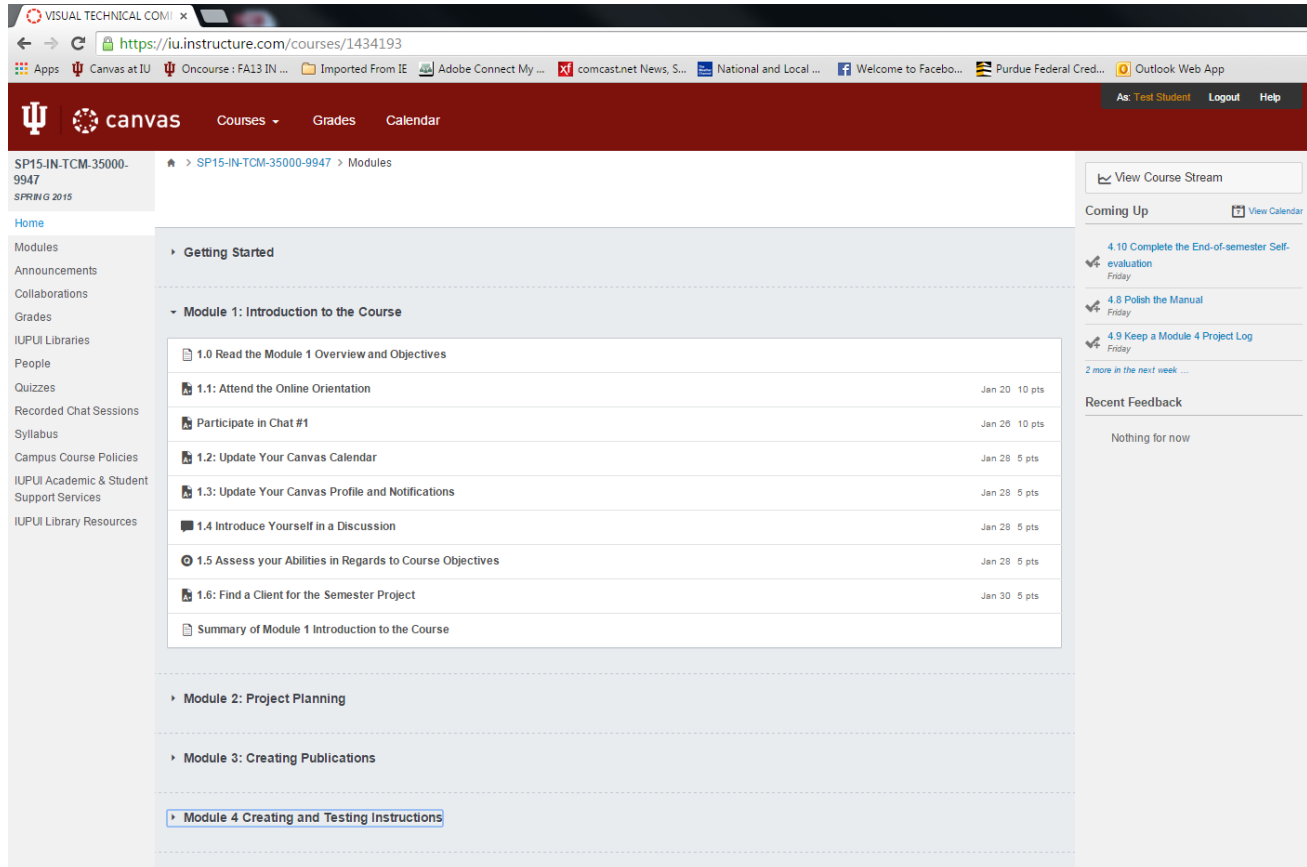 VISUAL TECHNICAL COM
https://iu.instructure.com/courses/1434193
Apps Canvas at IU Oncourse : FA13 IN ... Imported From IE Adobe Connect My ... comcast.net News, S... National and Local ... Welcome to Facebo... Purdue Federal Cred... Outlook Web App
As: Test Student Logout Help
canvas Courses Grades Calendar
SP15-IN-TCM-35000-
9947
SPRING 2015
Home
Modules
Announcements
Collaborations
Grades
IUPUI Libraries
People
Quizzes
Recorded Chat Sessions
Syllabus
Campus Course Policies
IUPUI Academic & Student
Support Services
IUPUI Library Resources
> SP15-IN-TCM-35000-9947 > Modules
Getting Started
Module 1: Introduction to the Course
1.0 Read the Module 1 Overview and Objectives
1.1: Attend the Online Orientation Jan 20 10 pts
Participate in Chat #1 Jan 26 10 pts
1.2: Update Your Canvas Calendar Jan 28 5 pts
1.3: Update Your Canvas Profile and Notifications Jan 28 5 pts
1.4 Introduce Yourself in a Discussion Jan 28 5 pts
1.5 Assess your Abilities in Regards to Course Objectives Jan 28 5 pts
1.6: Find a Client for the Semester Project Jan 30 5 pts
Summary of Module 1 Introduction to the Course
Module 2: Project Planning
Module 3: Creating Publications
Module 4 Creating and Testing Instructions
View Course Stream
Coming Up View Calendar
4.10 Complete the End-of-semester Self-
evaluation
Friday
4.8 Polish the Manual
Friday
4.9 Keep a Module 4 Project Log
Friday
2 more in the next week ...
Recent Feedback
Nothing for now